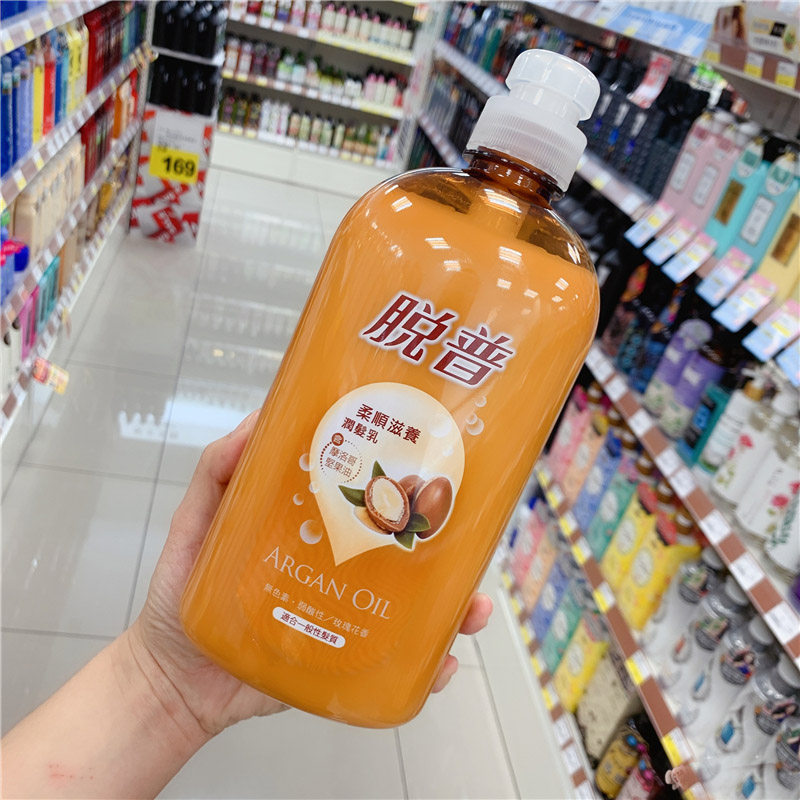 169
脱普
柔順滋養
潤髮乳
摩洛哥
堅果油
ARGAN OIL
無色素・弱酸性／玫瑰花香
適合一般性髮質